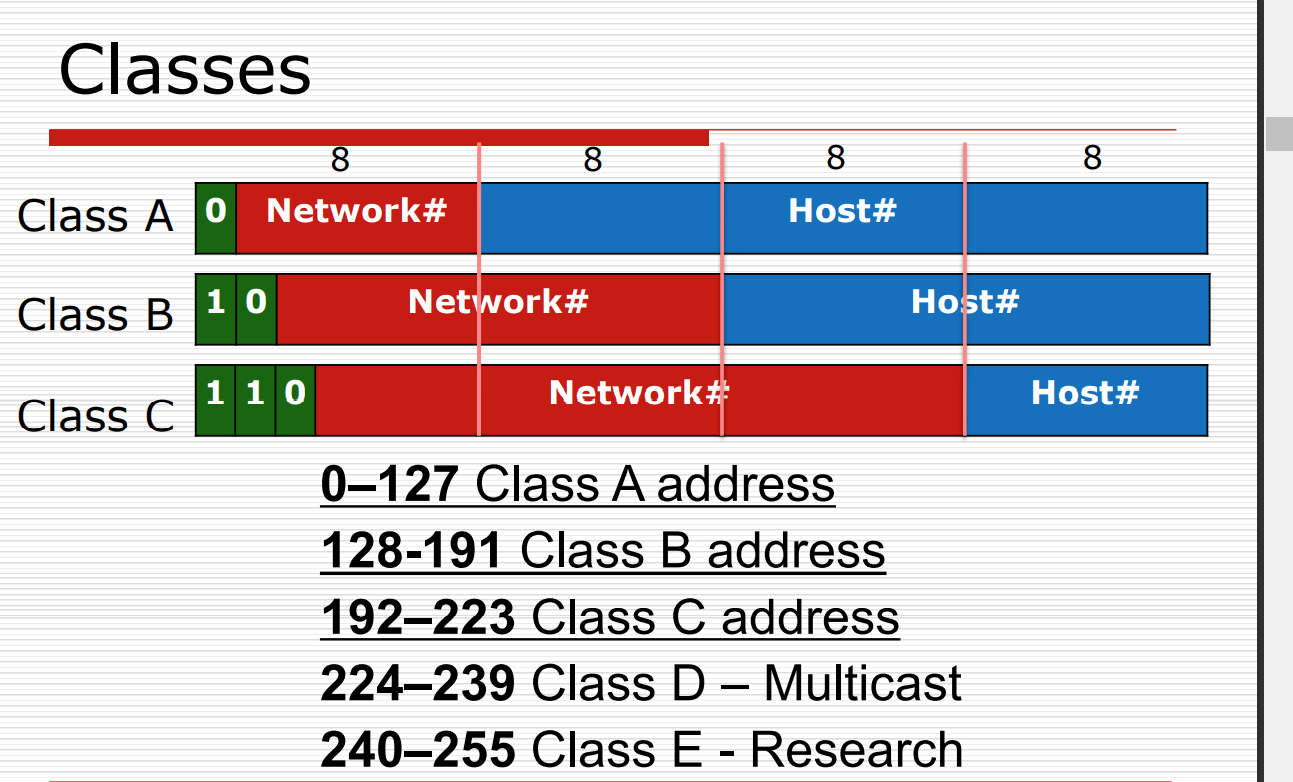 Classes
8 8 8 8
Class A 0 Network# Host#
Class B 1 0 Network# Host#
Class C 1 1 0 Network# Host#
0–127 Class A address
128-191 Class B address
192–223 Class C address
224–239 Class D – Multicast
240–255 Class E - Research